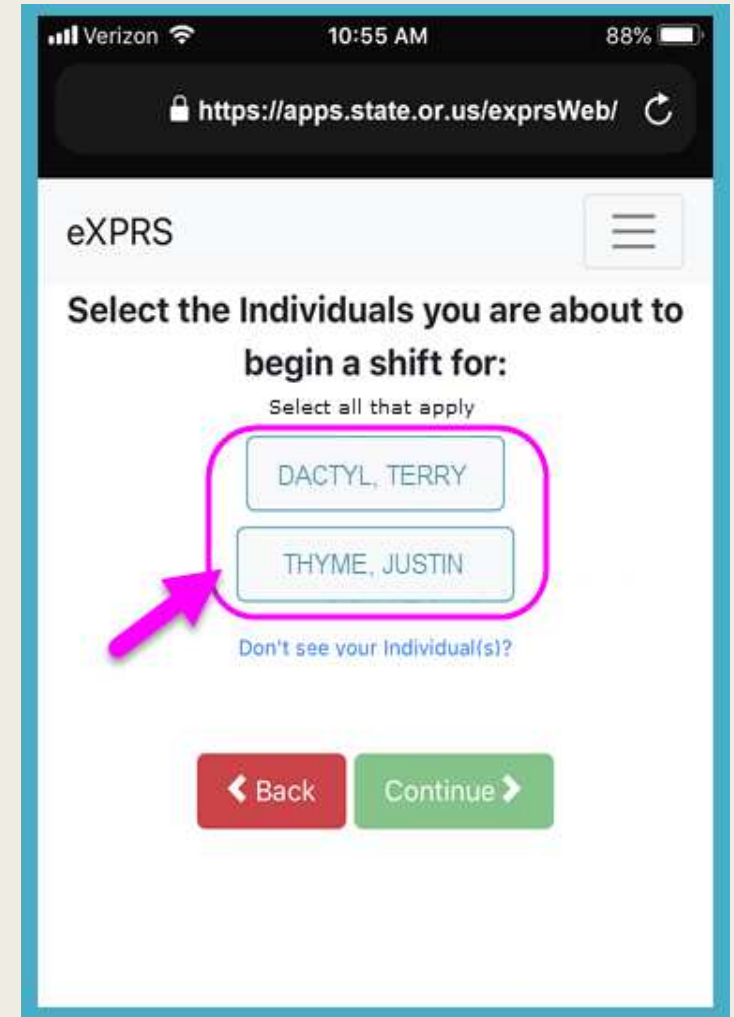 Verizon 10:55 AM 88%
https://apps.state.or.us/exprsWeb/
eXPRS
Select the Individuals you are about to
begin a shift for:
Select all that apply
DACTYL, TERRY
THYME, JUSTIN
Don't see your Individual(s)?
Back Continue